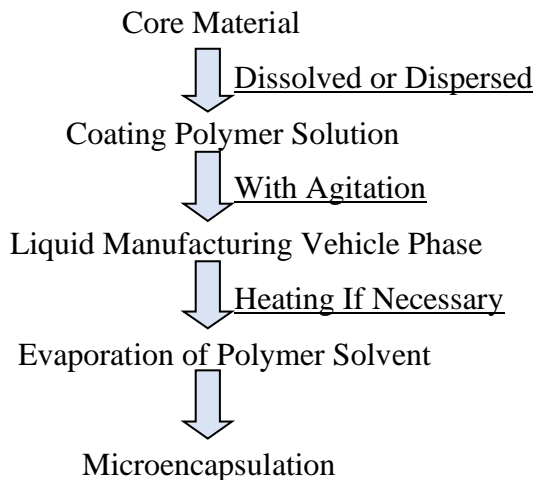 Core Material
Dissolved or Dispersed
Coating Polymer Solution
With Agitation
Liquid Manufacturing Vehicle Phase
Heating If Necessary
Evaporation of Polymer Solvent
Microencapsulation